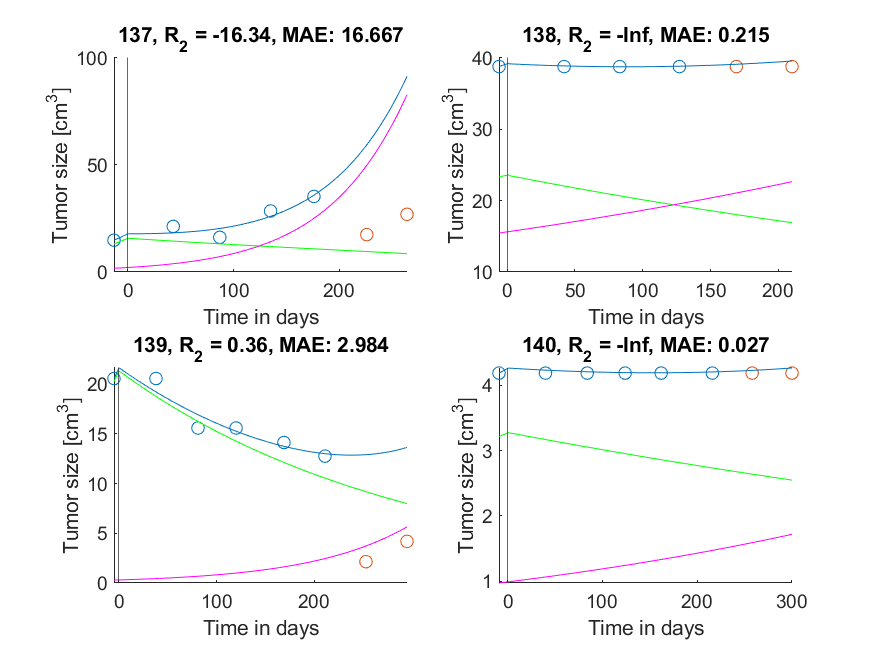 137, R2 = -16.34, MAE: 16.667
Tumor size [cm3]
100
50
0
0 100 200
Time in days
138, R2 = -Inf, MAE: 0.215
Tumor size [cm3]
40
30
20
10
0 50 100 150 200
Time in days
139, R2 = 0.36, MAE: 2.984
Tumor size [cm3]
20
15
10
5
0
0 100 200
Time in days
140, R2 = -Inf, MAE: 0.027
Tumor size [cm3]
4
3
2
1
0 100 200 300
Time in days